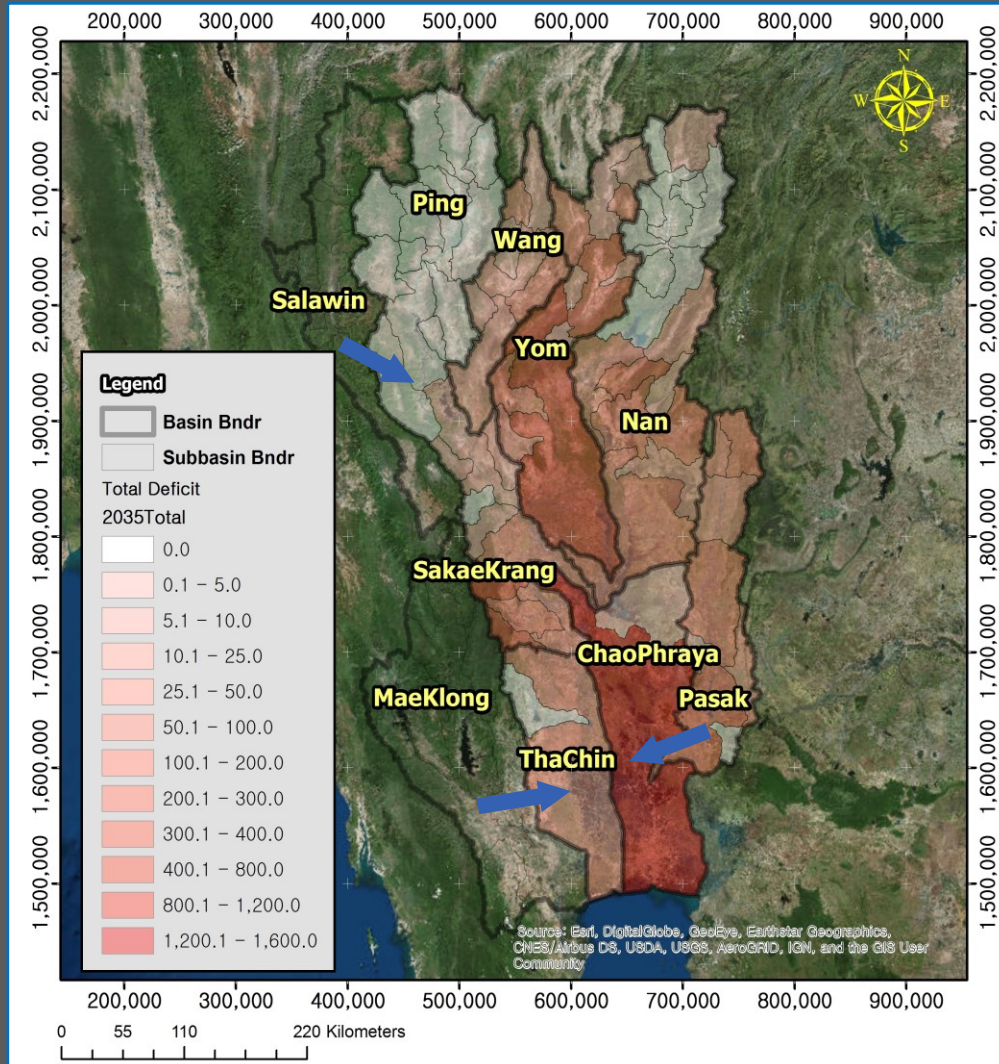 200,000 300,000 400,000 500,000 600,000 700,000 800,000 900,000
2,200,000 2,200,000
2,100,000 2,100,000
2,000,000 2,000,000
1,900,000 1,900,000
1,800,000 1,800,000
1,700,000 1,700,000
1,600,000 1,600,000
1,500,000 1,500,000
N
W E
S
Ping
Wang
Salawin
Yom
Nan
SakaeKrang
ChaoPhraya
MaeKlong
Pasak
ThaChin
Legend
Basin Bndr
Subbasin Bndr
Total Deficit
2035Total
0.0
0.1 - 5.0
5.1 - 10.0
10.1 - 25.0
25.1 - 50.0
50.1 - 100.0
100.1 - 200.0
200.1 - 300.0
300.1 - 400.0
400.1 - 800.0
800.1 - 1,200.0
1,200.1 - 1,600.0
Source: Esri, DigitalGlobe, GeoEye, Earthstar Geographics,
CNES/Airbus DS, USDA, USGS, AeroGRID, IGN, and the GIS User
Community
200,000 300,000 400,000 500,000 600,000 700,000 800,000 900,000
0 55 110 220 Kilometers